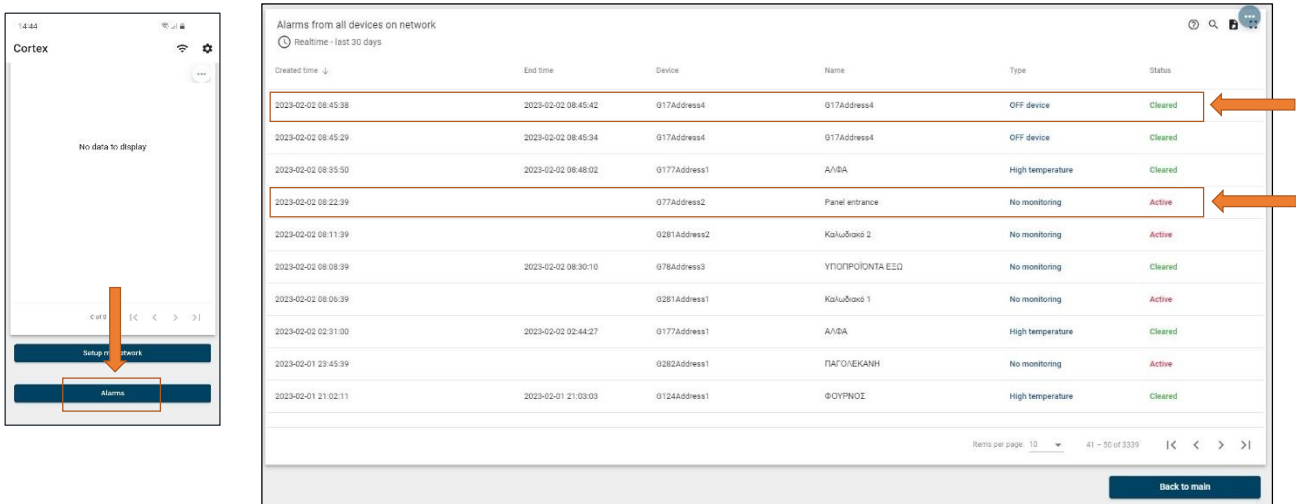 14:44
Cortex
No data to display
Setup my network
Alarms
Alarms from all devices on network
Realtime - last 30 days
Created time End time Device Name Type Status
2023-02-02 08:45:38 2023-02-02 08:45:42 G17Address4 G17Address4 OFF device Cleared
2023-02-02 08:45:29 2023-02-02 08:45:34 G17Address4 G17Address4 OFF device Cleared
2023-02-02 08:35:50 2023-02-02 08:48:02 G177Address1 ΑΛΦΑ High temperature Cleared
2023-02-02 08:22:39 G77Address2 Panel entrance No monitoring Active
2023-02-02 08:11:39 G281Address2 Καλωδιακό 2 No monitoring Active
2023-02-02 08:08:39 2023-02-02 08:30:10 G78Address3 ΥΠΟΠΡΟΪΌΝΤΑ ΕΞΩ No monitoring Cleared
2023-02-02 08:06:39 G281Address1 Καλωδιακό 1 No monitoring Active
2023-02-02 02:31:00 2023-02-02 02:44:27 G177Address1 ΑΛΦΑ High temperature Cleared
2023-02-01 23:45:39 G282Address1 ΠΑΓΟΛΕΚΑΝΗ No monitoring Active
2023-02-01 21:02:11 2023-02-01 21:03:03 G124Address1 ΦΟΥΡΝΟΣ High temperature Cleared
Items per page: 10 41 – 50 of 3339
Back to main